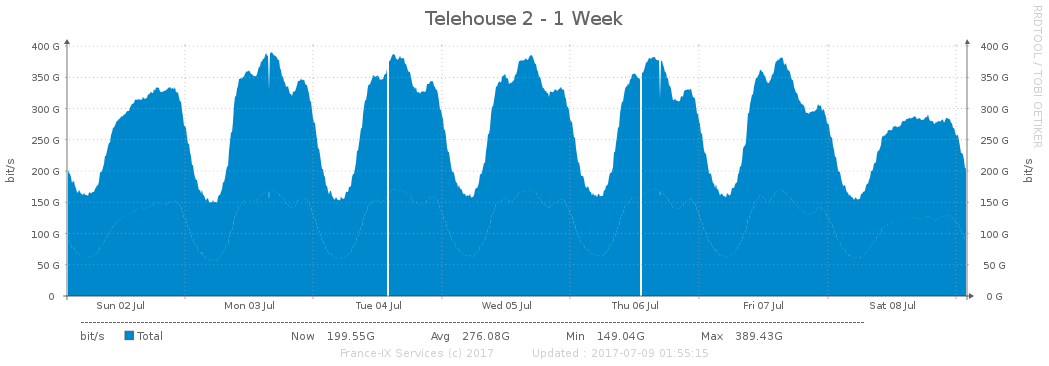 Telehouse 2 - 1 Week
RRDTOOL / TOBI OETIKER
bit/s
400 G 400 G
350 G 350 G
300 G 300 G
250 G 250 G
200 G 200 G
150 G 150 G
100 G 100 G
50 G 50 G
0 0 G
bit/s
Sun 02 Jul Mon 03 Jul Tue 04 Jul Wed 05 Jul Thu 06 Jul Fri 07 Jul Sat 08 Jul
bit/s Total Now 199.55G Avg 276.08G Min 149.04G Max 389.43G
France-IX Services (c) 2017 Updated : 2017-07-09 01:55:15